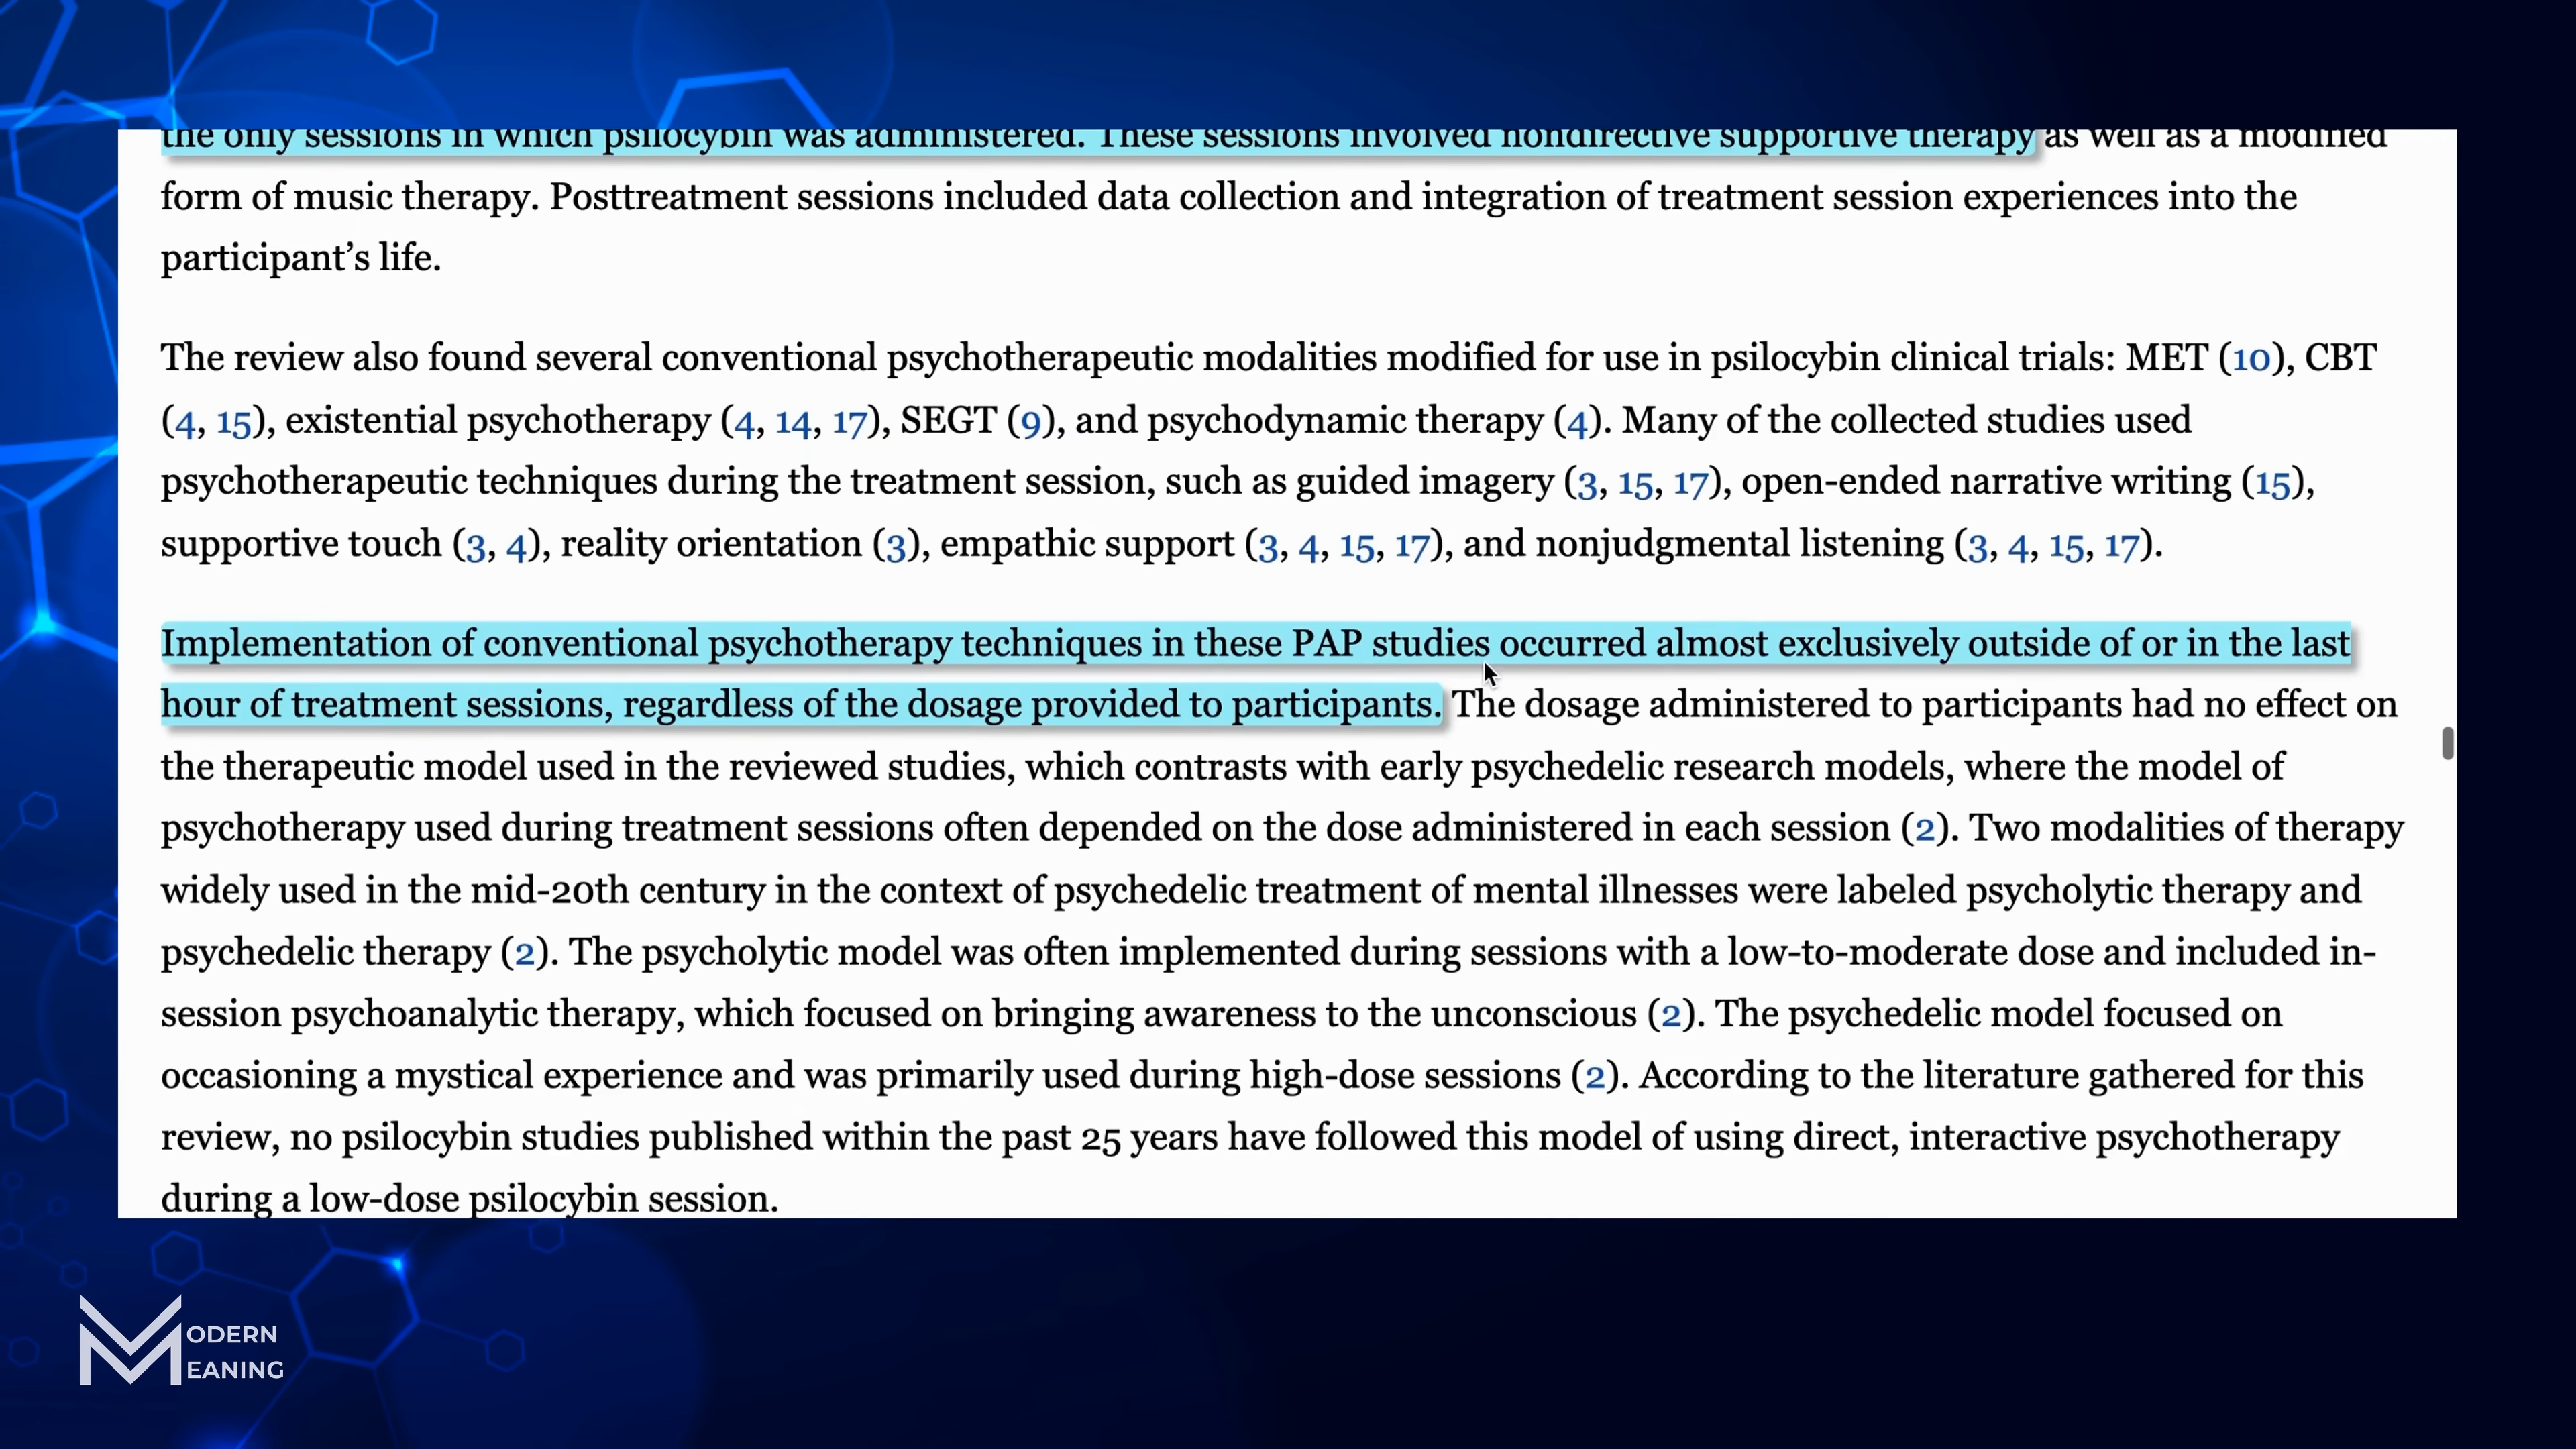 the only sessions in which psilocybin was administered. These sessions involved nondirective supportive therapy as well as a modified
form of music therapy. Posttreatment sessions included data collection and integration of treatment session experiences into the
participant’s life.
The review also found several conventional psychotherapeutic modalities modified for use in psilocybin clinical trials: MET (10), CBT
(4, 15), existential psychotherapy (4, 14, 17), SEGT (9), and psychodynamic therapy (4). Many of the collected studies used
psychotherapeutic techniques during the treatment session, such as guided imagery (3, 15, 17), open-ended narrative writing (15),
supportive touch (3, 4), reality orientation (3), empathic support (3, 4, 15, 17), and nonjudgmental listening (3, 4, 15, 17).
Implementation of conventional psychotherapy techniques in these PAP studies occurred almost exclusively outside of or in the last
hour of treatment sessions, regardless of the dosage provided to participants. The dosage administered to participants had no effect on
the therapeutic model used in the reviewed studies, which contrasts with early psychedelic research models, where the model of
psychotherapy used during treatment sessions often depended on the dose administered in each session (2). Two modalities of therapy
widely used in the mid-20th century in the context of psychedelic treatment of mental illnesses were labeled psycholytic therapy and
psychedelic therapy (2). The psycholytic model was often implemented during sessions with a low-to-moderate dose and included in-
session psychoanalytic therapy, which focused on bringing awareness to the unconscious (2). The psychedelic model focused on
occasioning a mystical experience and was primarily used during high-dose sessions (2). According to the literature gathered for this
review, no psilocybin studies published within the past 25 years have followed this model of using direct, interactive psychotherapy
during a low-dose psilocybin session.
MODERN
MEANING